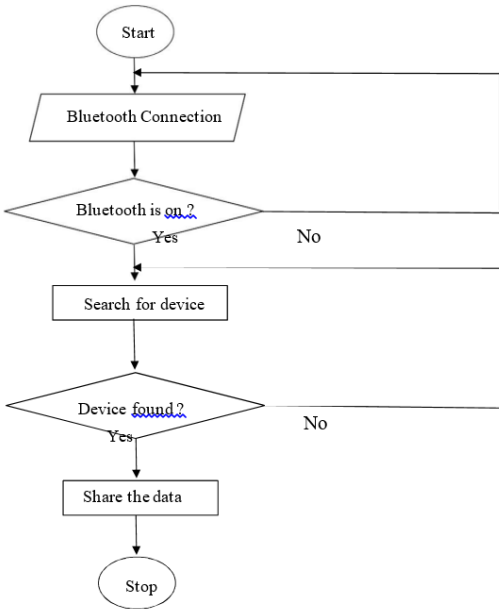 Start
Bluetooth Connection
Bluetooth is on ?
Yes
No
Search for device
Device found ?
Yes
No
Share the data
Stop